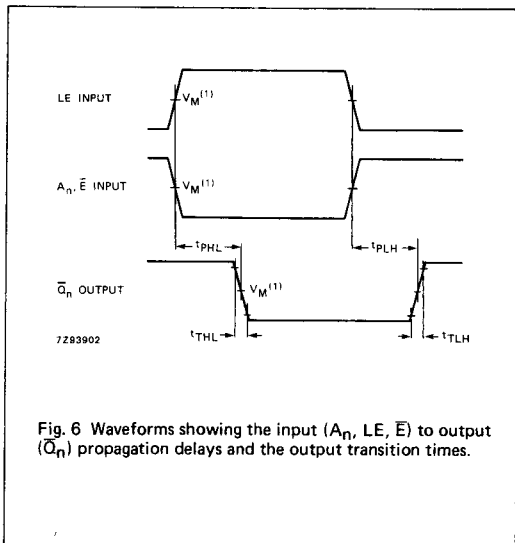 LE INPUT
V_M(1)
A_n, E̅ INPUT
V_M(1)
t_PHL
t_PLH
Q̅_n OUTPUT
V_M(1)
7Z83902
t_THL
t_TLH
Fig. 6 Waveforms showing the input (A_n, LE, E̅) to output
(Q̅_n) propagation delays and the output transition times.